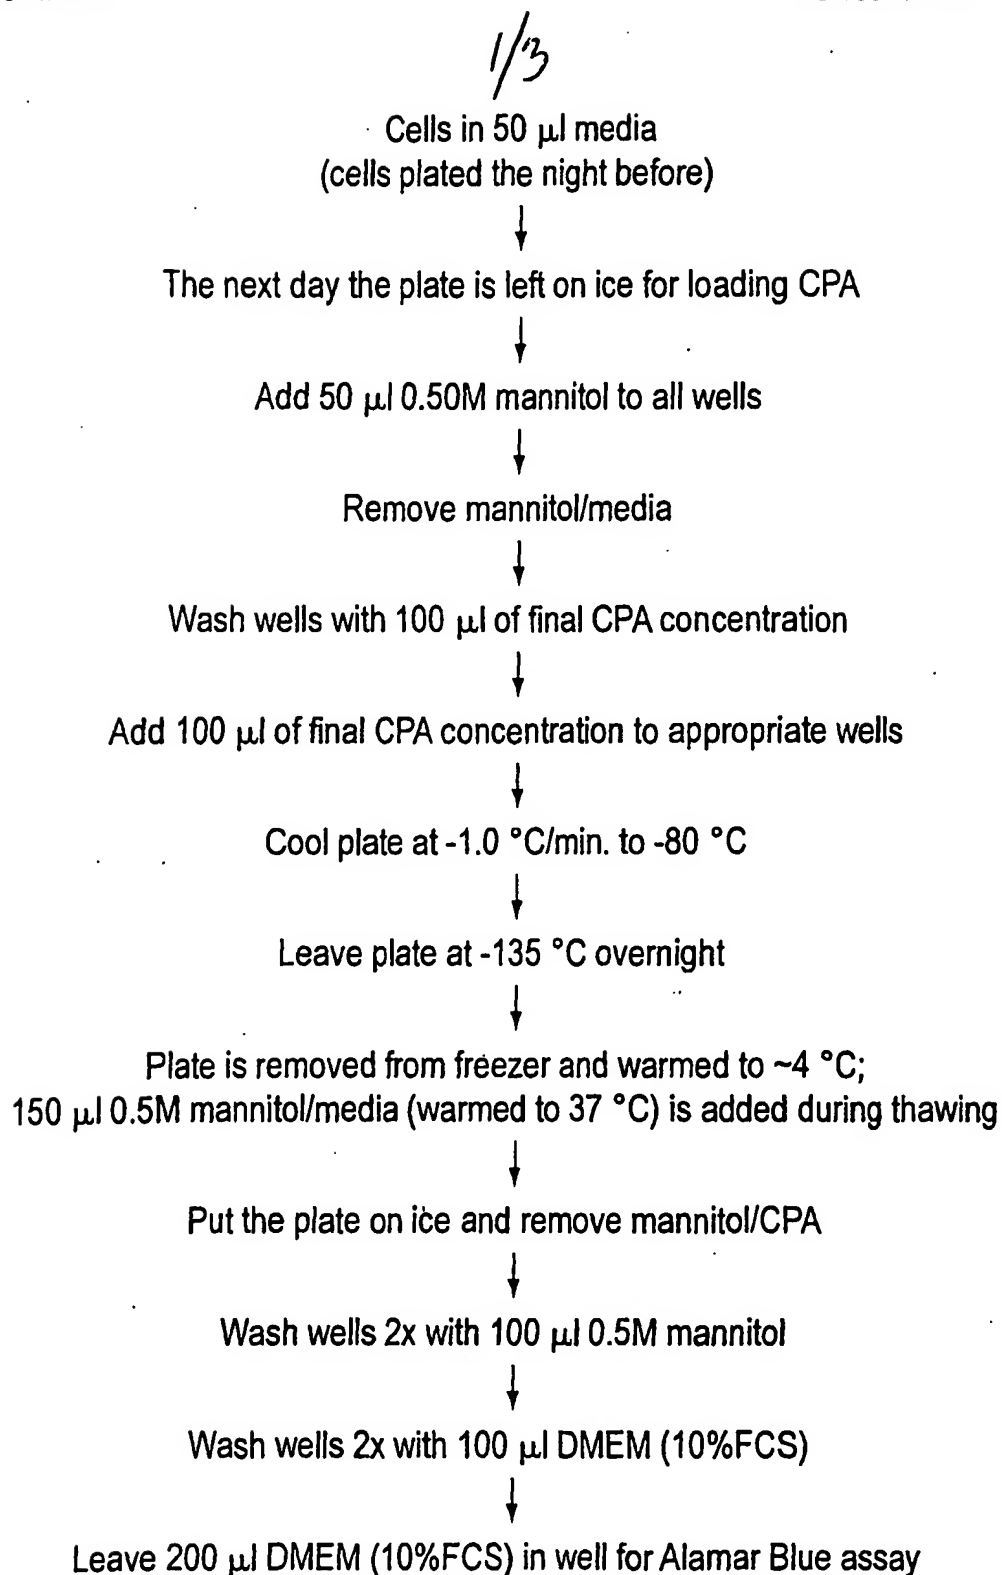 1/3
Cells in 50 µl media
(cells plated the night before)
The next day the plate is left on ice for loading CPA
Add 50 µl 0.50M mannitol to all wells
Remove mannitol/media
Wash wells with 100 µl of final CPA concentration
Add 100 µl of final CPA concentration to appropriate wells
Cool plate at -1.0 °C/min. to -80 °C
Leave plate at -135 °C overnight
Plate is removed from freezer and warmed to ~4 °C;
150 µl 0.5M mannitol/media (warmed to 37 °C) is added during thawing
Put the plate on ice and remove mannitol/CPA
Wash wells 2x with 100 µl 0.5M mannitol
Wash wells 2x with 100 µl DMEM (10%FCS)
Leave 200 µl DMEM (10%FCS) in well for Alamar Blue assay